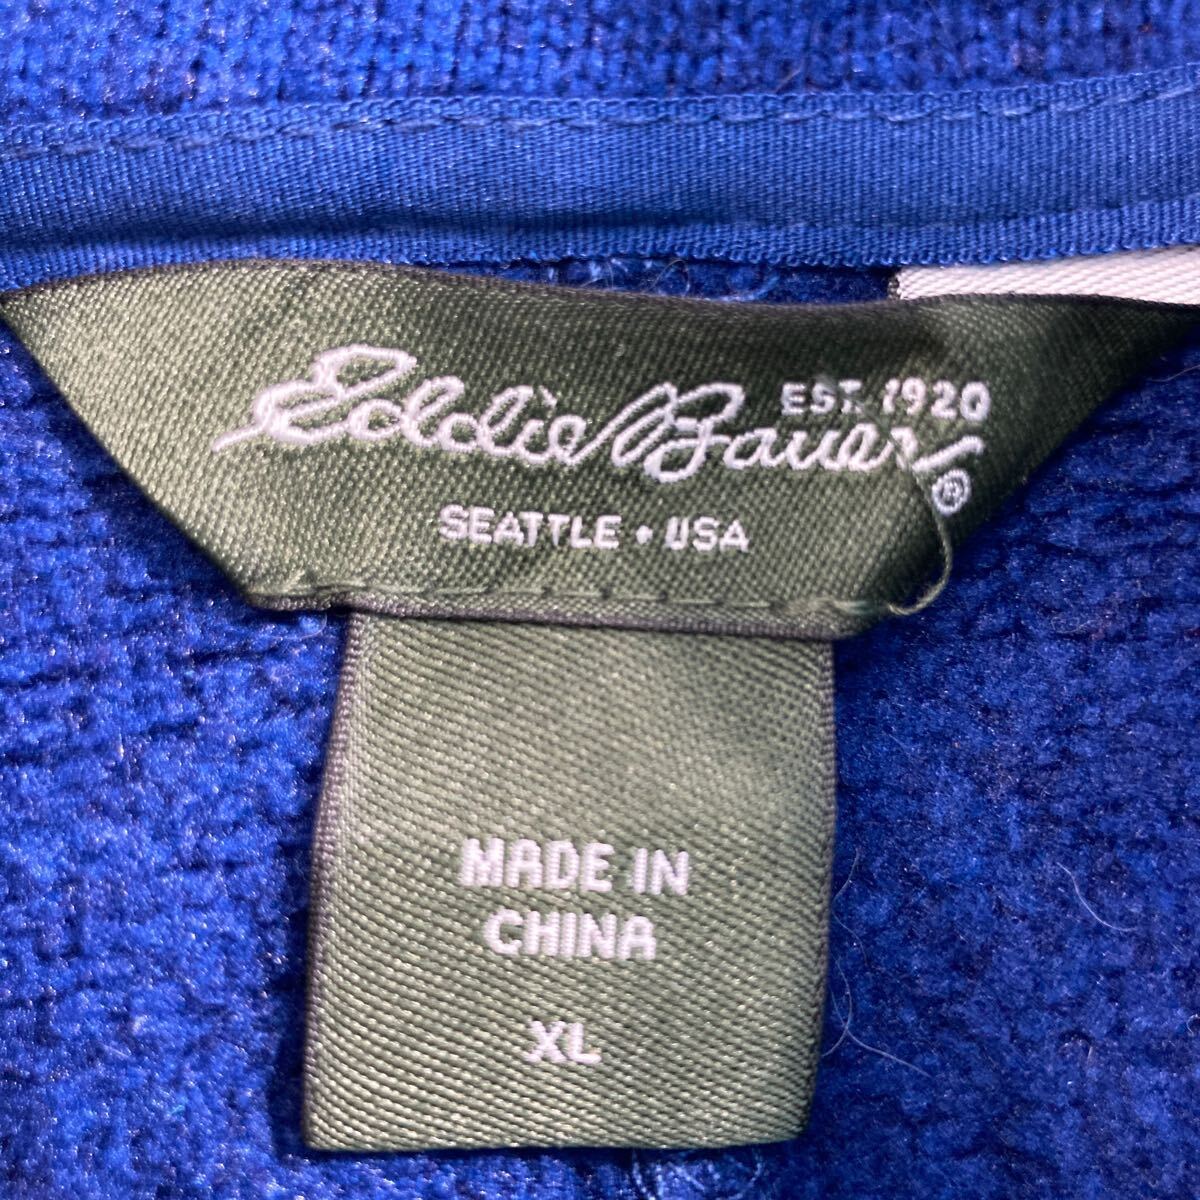 EST. 1920
Eddie Bauer®
SEATTLE • USA
MADE IN
CHINA
XL